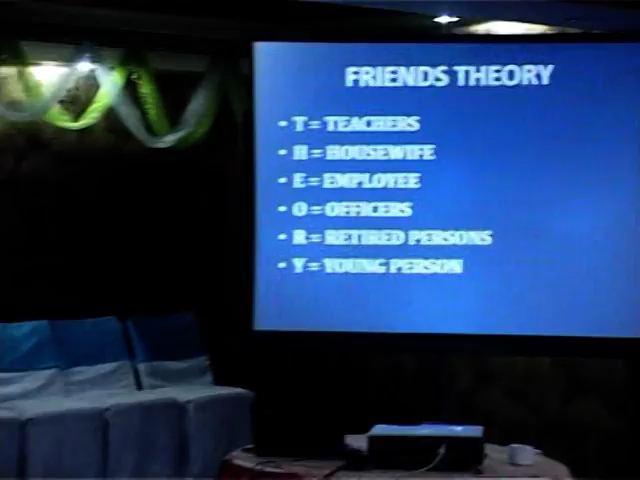 FRIENDS THEORY
• T = TEACHERS
• H = HOUSEWIFE
• E = EMPLOYEE
• O = OFFICERS
• R = RETIRED PERSONS
• Y = YOUNG PERSON